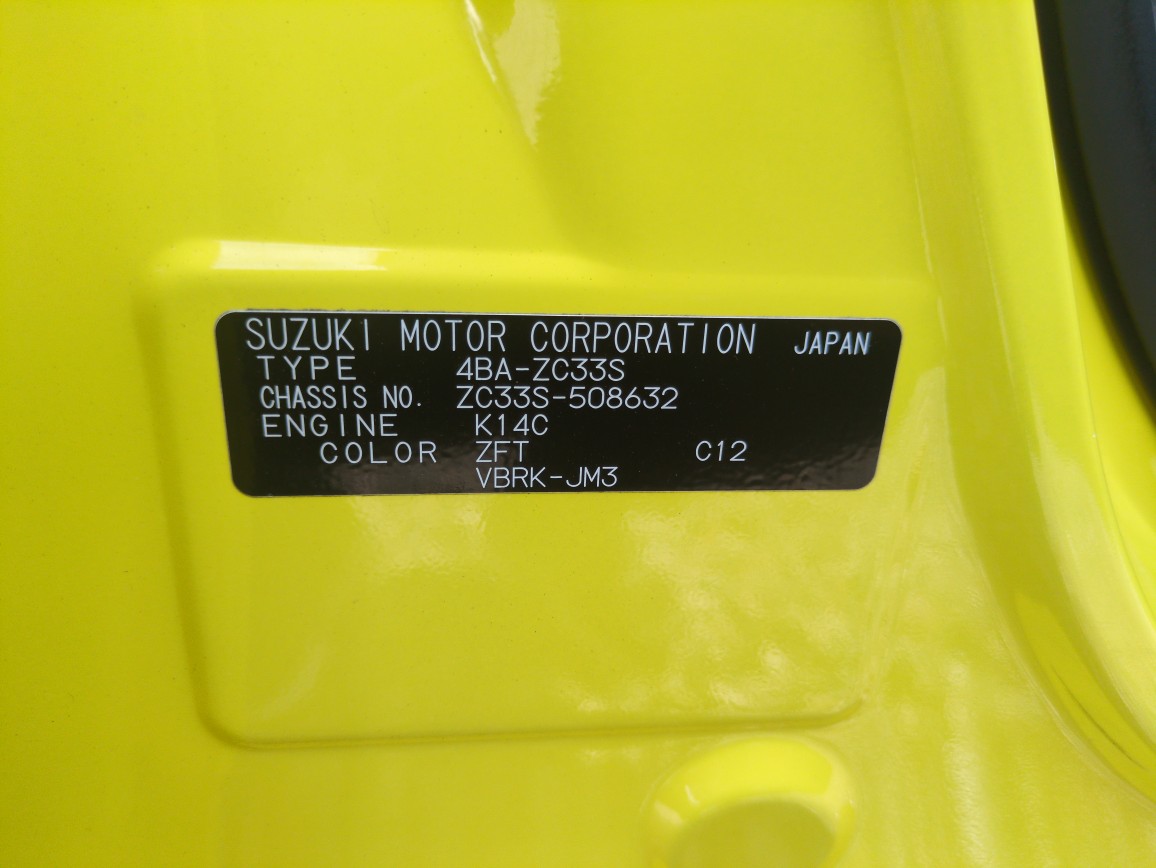 SUZUKI MOTOR CORPORATION JAPAN
TYPE 4BA-ZC33S
CHASSIS NO. ZC33S-508632
ENGINE K14C
COLOR ZFT C12
VBRK-JM3